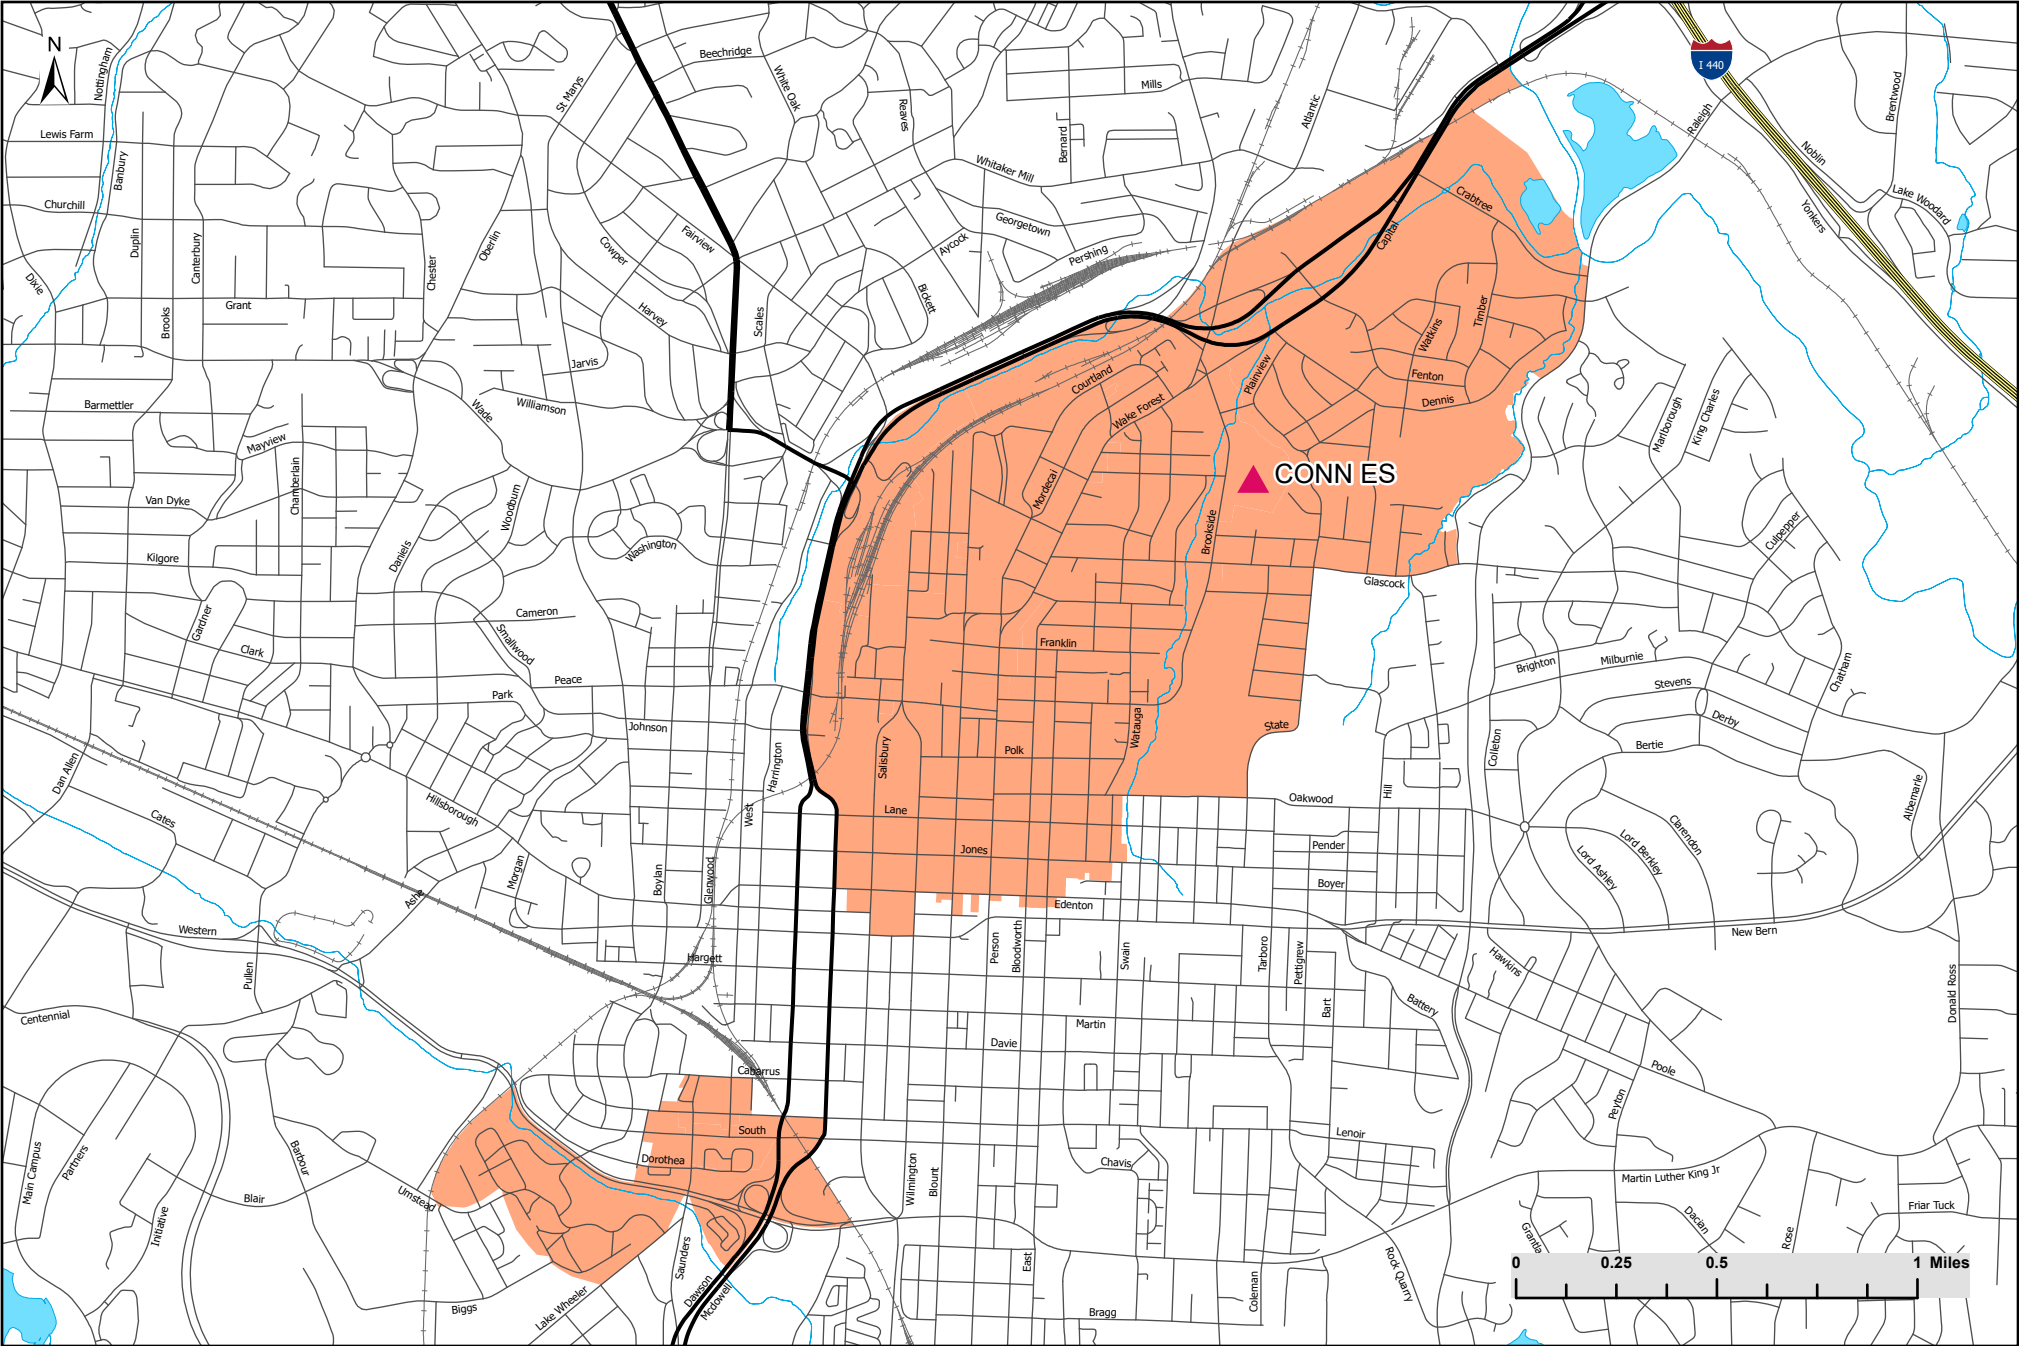 N
Nottingham
Beechridge
St Marys
White Oak
Mills
I 440
Brentwood
Reaves
Atlantic
Raleigh
Lewis Farm
Banbury
Bernard
Noblin
Whitaker Mill
Churchill
Crabtree
Lake Woodard
Duplin
Canterbury
Oberlin
Cowper
Fairview
Georgetown
Aycock
Pershing
Capital
Yonkers
Dixie
Chester
Grant
Brooks
Harvey
Scales
Bickett
Timber
Watkins
Jarvis
Courtland
Plainview
Fenton
Dennis
Barmettler
Wade
Williamson
Wake Forest
Marlborough
King Charles
Mayview
Chamberlain
CONN ES
Van Dyke
Woodburn
Mordecai
Brookside
Culpepper
Kilgore
Daniels
Washington
Glascock
Gardner
Cameron
Clark
Smallwood
Franklin
Brighton
Milburnie
Chatham
Peace
Park
Stevens
Johnson
Watauga
State
Derby
Polk
Salisbury
Colleton
Bertie
Dan Allen
Harrington
Hillsborough
Cates
West
Lane
Oakwood
Hill
Albemarle
Clarendon
Lord Berkley
Lord Ashley
Jones
Pender
Morgan
Boylan
Glenwood
Boyer
Ashe
Edenton
Western
New Bern
Person
Bloodworth
Swain
Tarboro
Pettigrew
Hargett
Hawkins
Pullen
Donald Ross
Centennial
Martin
Bart
Battery
Davie
Cabarrus
Poole
Peyton
South
Lenoir
Main Campus
Partners
Barbour
Dorothea
Chavis
Wilmington
Blount
Martin Luther King Jr
Umstead
Blair
Initiative
Friar Tuck
Dacian
Rose
Saunders
East
Rock Quarry
Coleman
Dawson
Mcdowell
Biggs
Lake Wheeler
Bragg
0
0.25
0.5
1 Miles